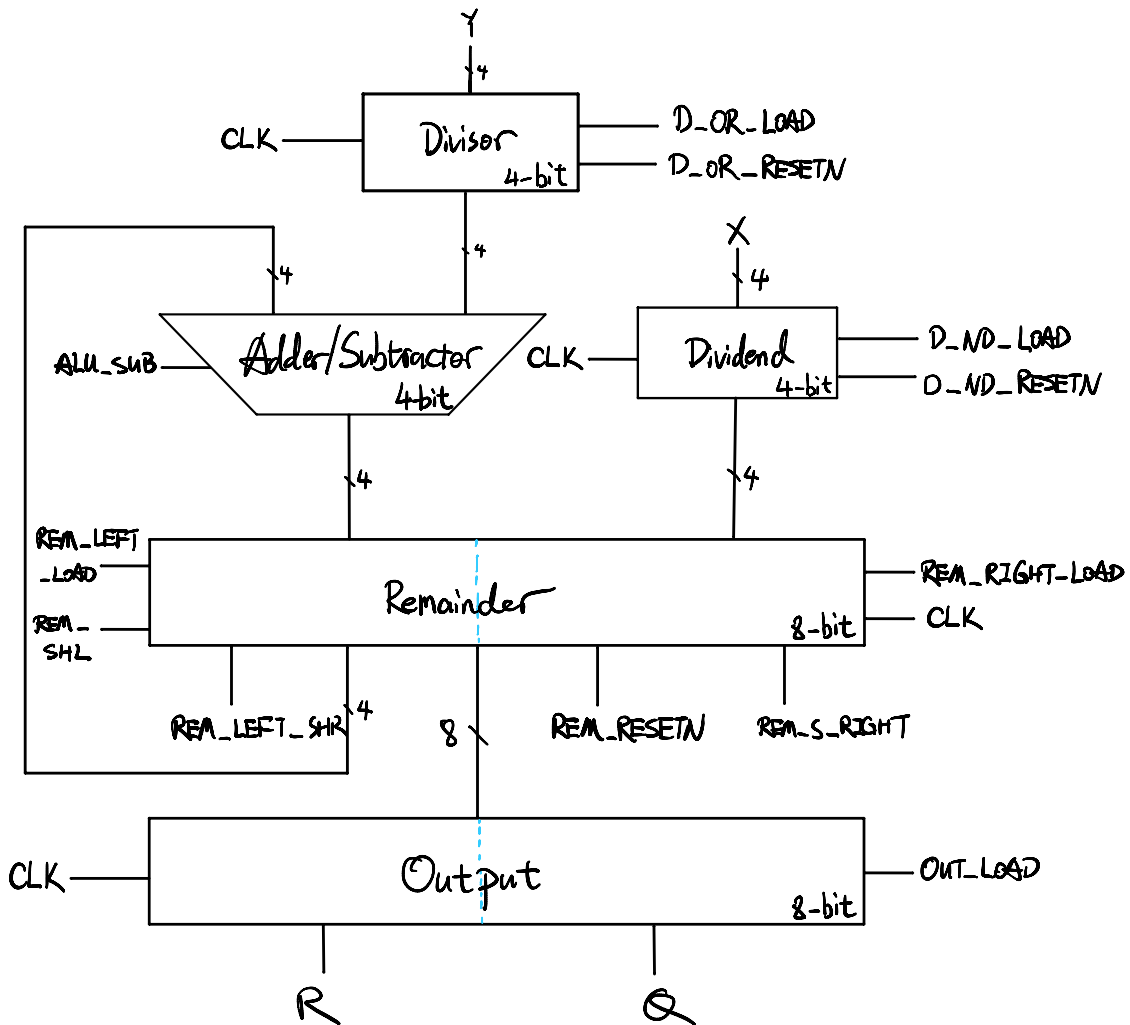 Y
4
CLK
Divisor
4-bit
D_OR_LOAD
D_OR_RESETN
4
4
X
4
ALU_SUB
Adder/Subtractor
4-bit
CLK
Dividend
4-bit
D_ND_LOAD
D_ND_RESETN
4
4
REM_LEFT
_LOAD
REM_
SHL
Remainder
8-bit
REM_RIGHT_LOAD
CLK
REM_LEFT_SHR
4
8
REM_RESETN
REM_S_RIGHT
CLK
Output
8-bit
OUT_LOAD
R
Q